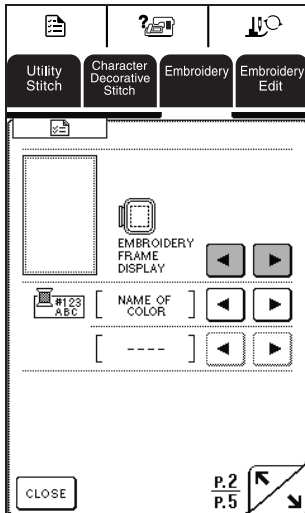 ?
Utility
Stitch
Character
Decorative
Stitch
Embroidery
Embroidery
Edit
EMBROIDERY
FRAME
DISPLAY
#123
ABC
[ NAME OF
COLOR ]
[ ---- ]
CLOSE
P.2
P.5